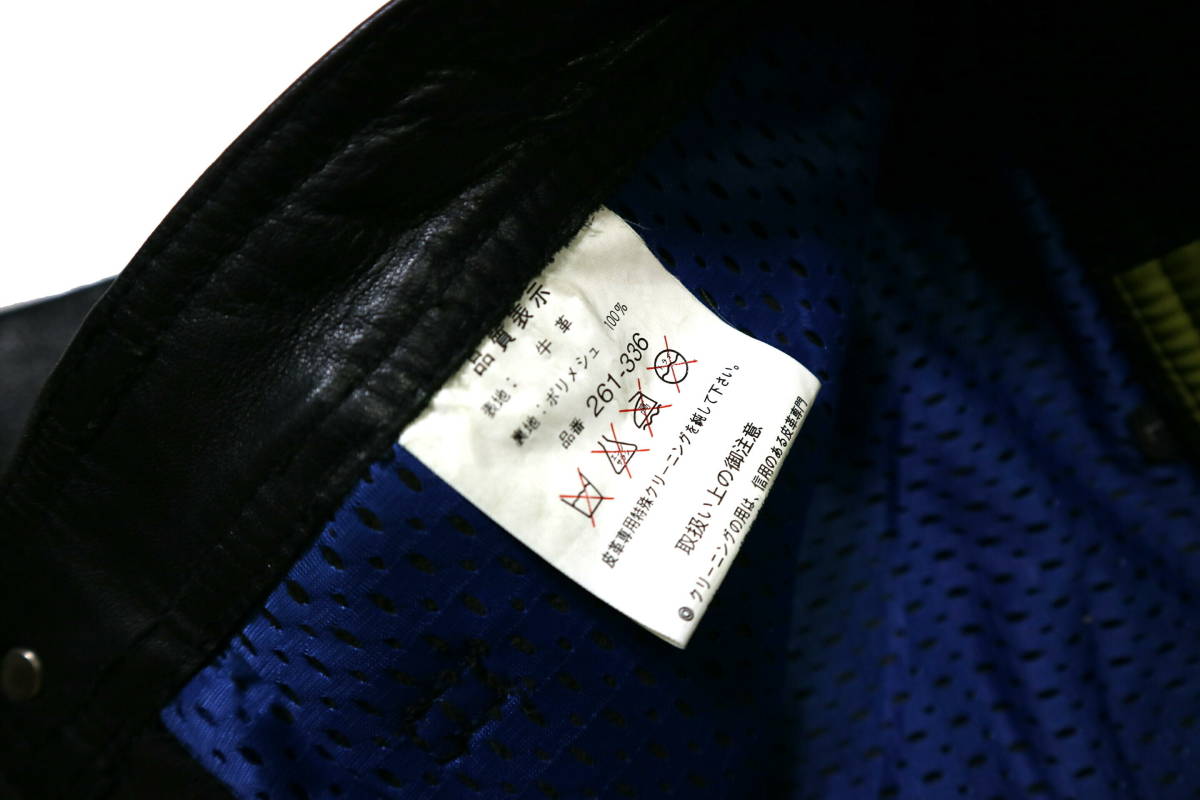 品質表示
表地： 牛革
裏地：ポリメシュ 100%
品番 261-336
皮革専用特殊クリーニングを純して下さい。
取扱い上の御注意
◎クリーニングの用は、信用のある皮革専門